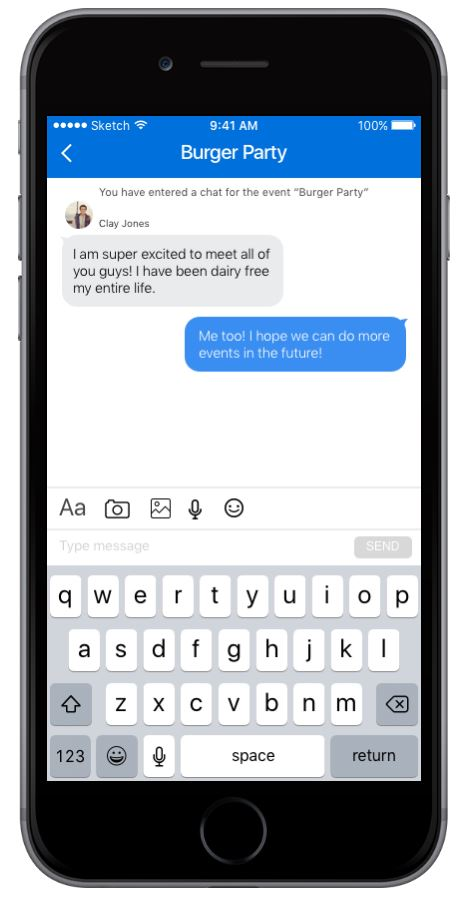 Sketch 9:41 AM 100%
Burger Party
You have entered a chat for the event “Burger Party”
Clay Jones
I am super excited to meet all of
you guys! I have been dairy free
my entire life.
Me too! I hope we can do more
events in the future!
Aa
Type message SEND
q w e r t y u i o p
a s d f g h j k l
z x c v b n m
123 space return